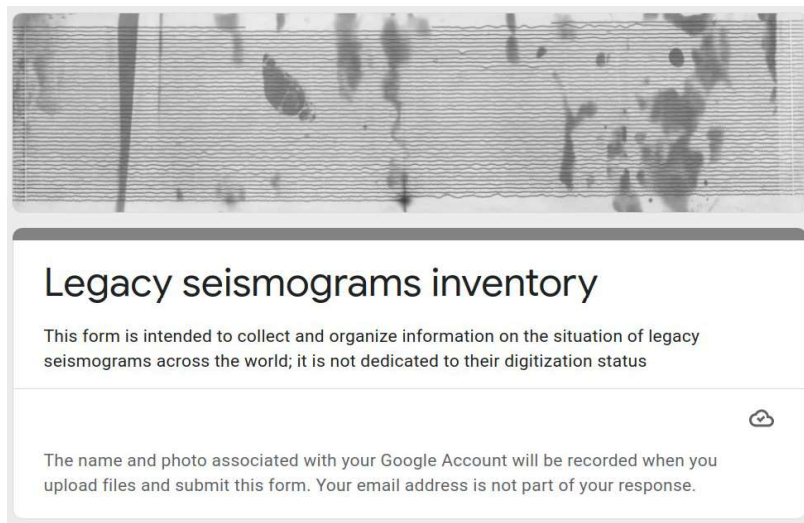 Legacy seismograms inventory
This form is intended to collect and organize information on the situation of legacy
seismograms across the world; it is not dedicated to their digitization status
The name and photo associated with your Google Account will be recorded when you
upload files and submit this form. Your email address is not part of your response.